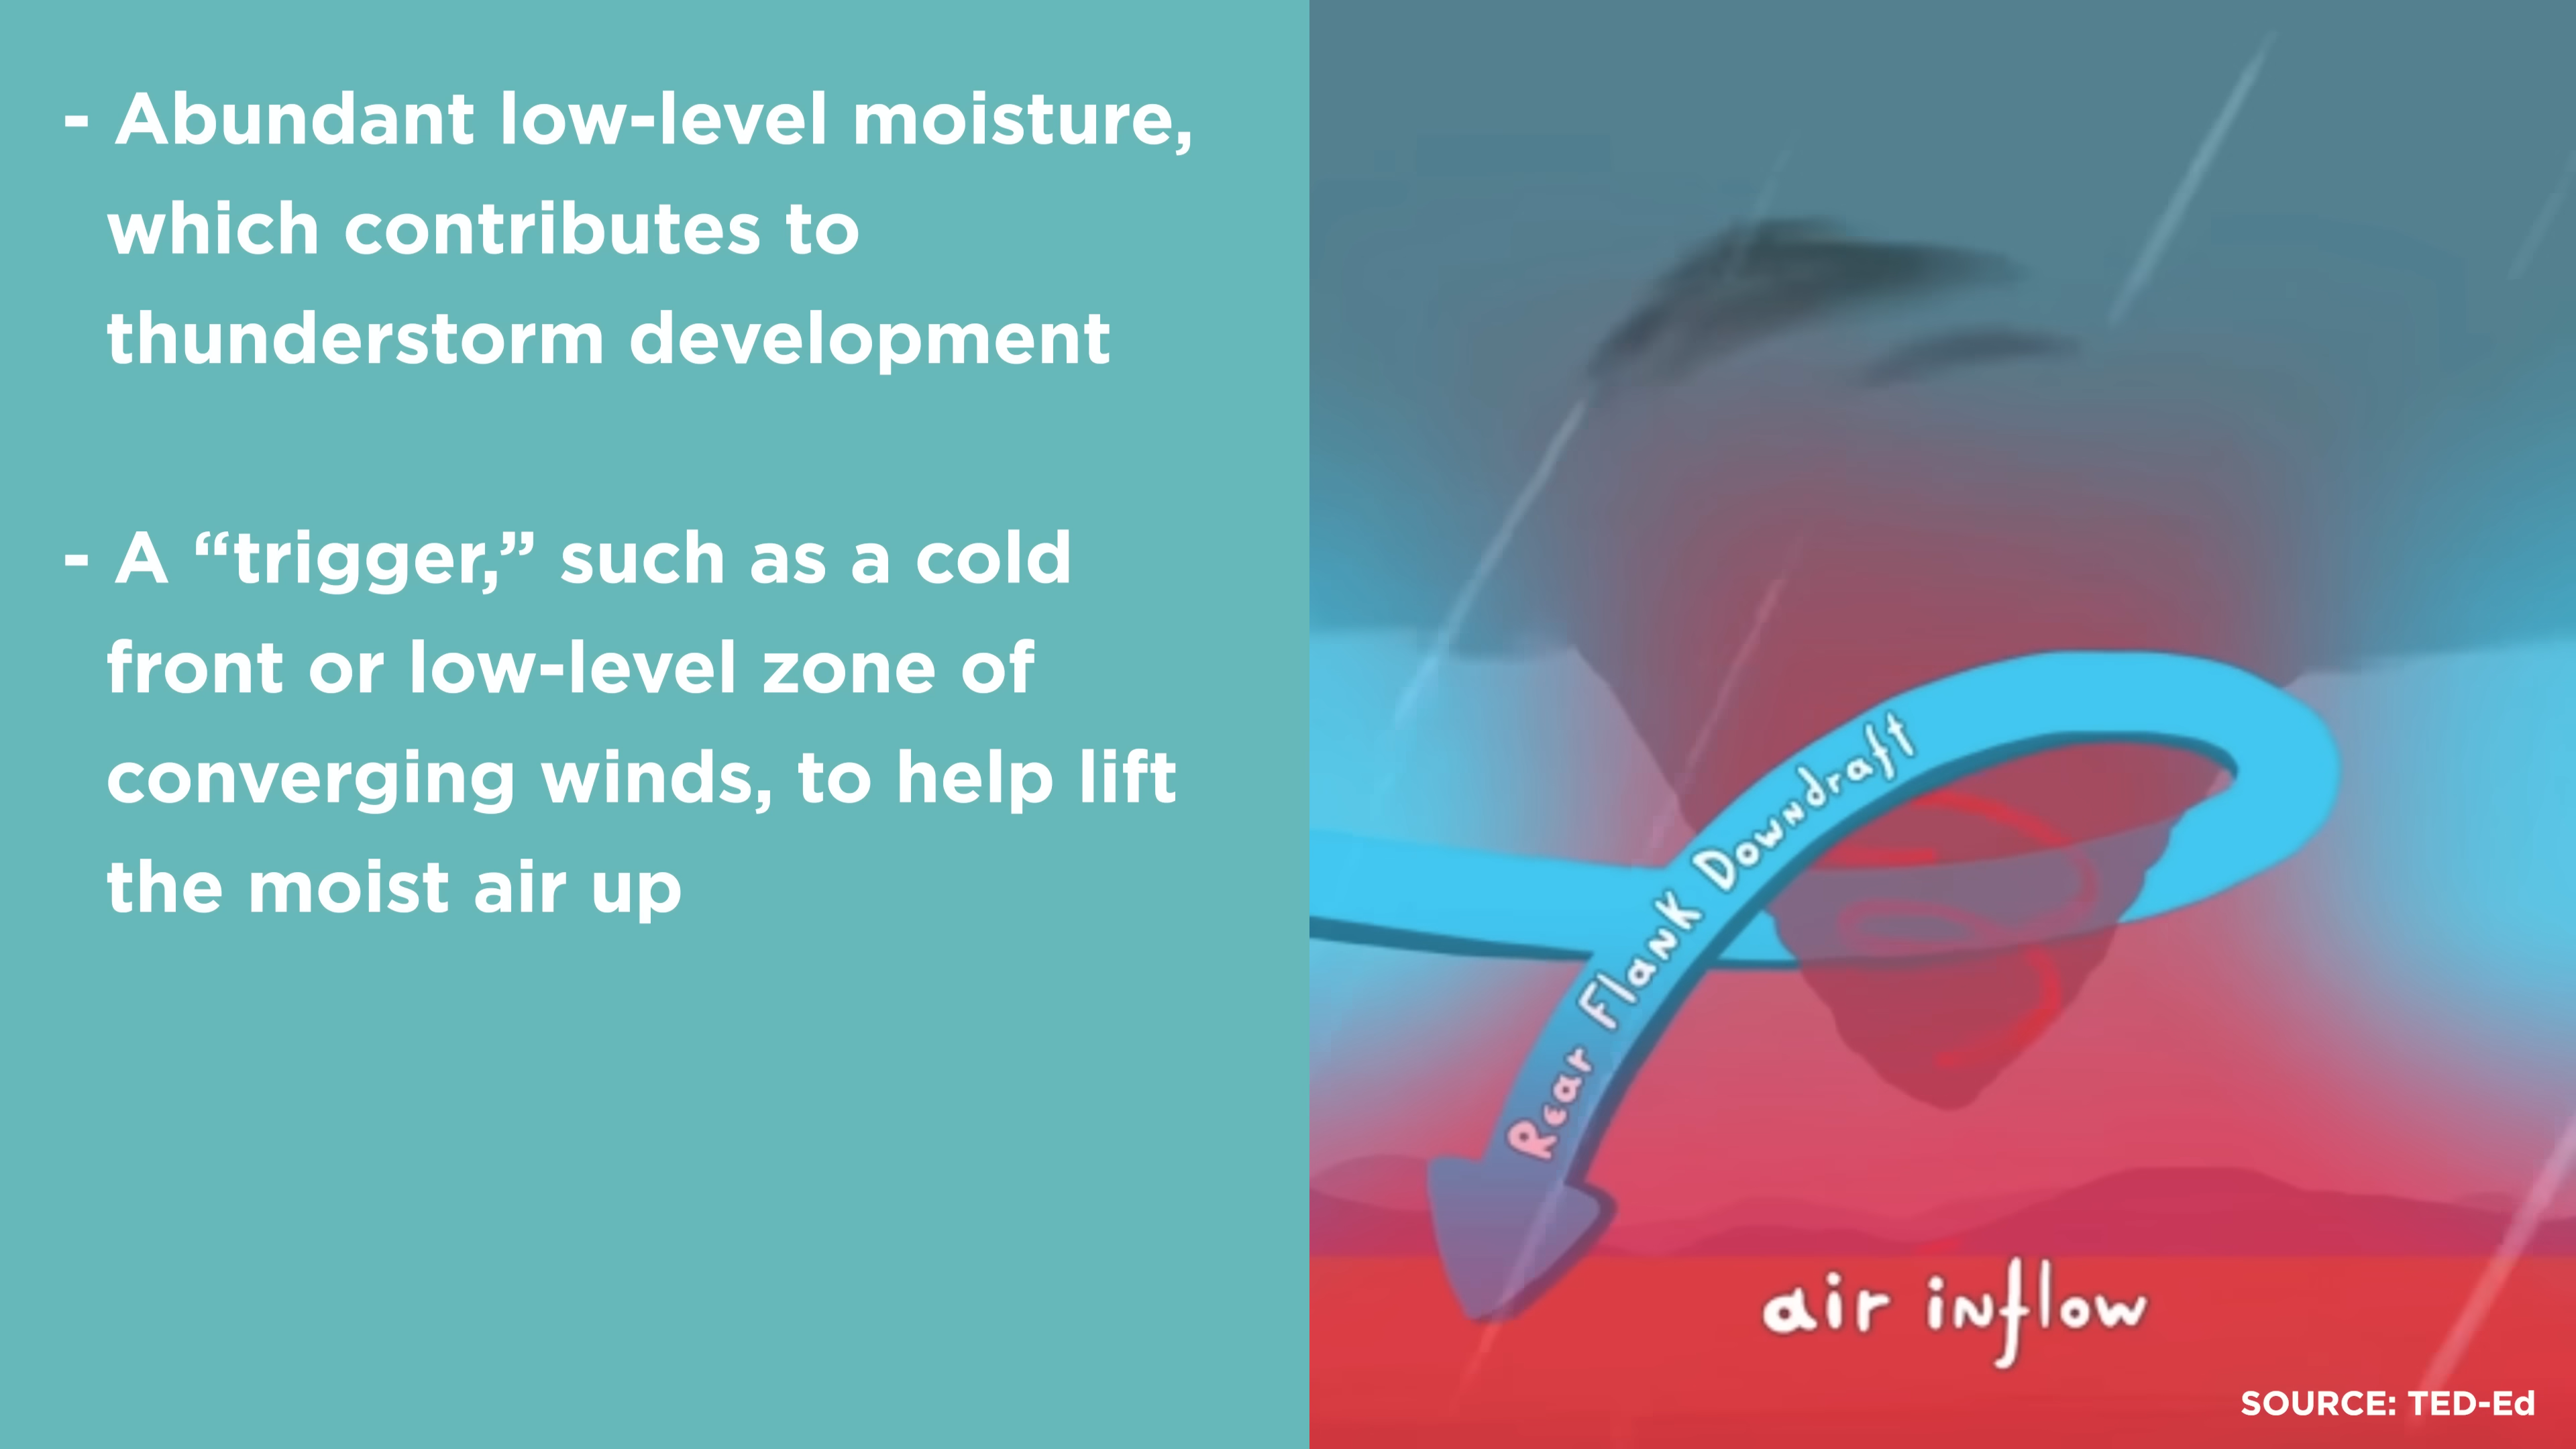 - Abundant low-level moisture,
which contributes to
thunderstorm development
- A “trigger,” such as a cold
front or low-level zone of
converging winds, to help lift
the moist air up
Rear Flank Downdraft
air inflow
SOURCE: TED-Ed